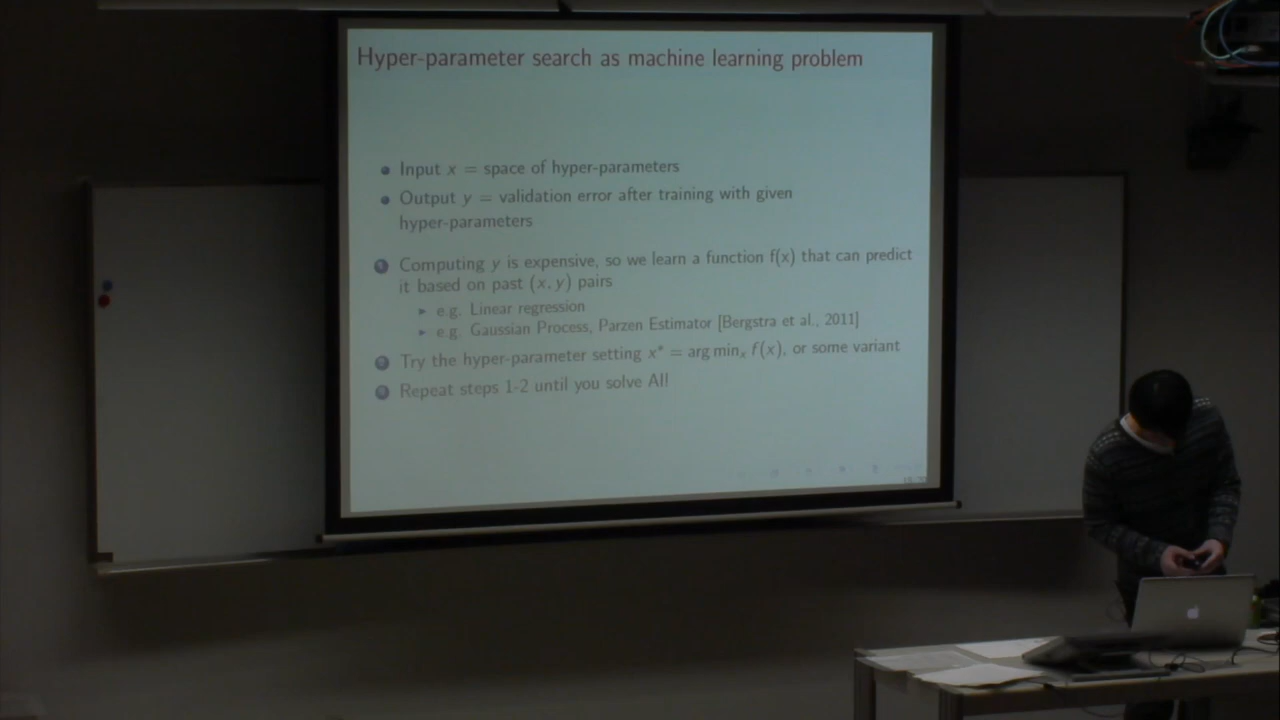 Hyper-parameter search as machine learning problem
Input x = space of hyper-parameters
Output y = validation error after training with given
hyper-parameters
Computing y is expensive, so we learn a function f(x) that can predict
it based on past (x, y) pairs
e.g. Linear regression
e.g. Gaussian Process, Parzen Estimator [Bergstra et al., 2011]
Try the hyper-parameter setting x* = arg minₓ f(x), or some variant
Repeat steps 1-2 until you solve AI!